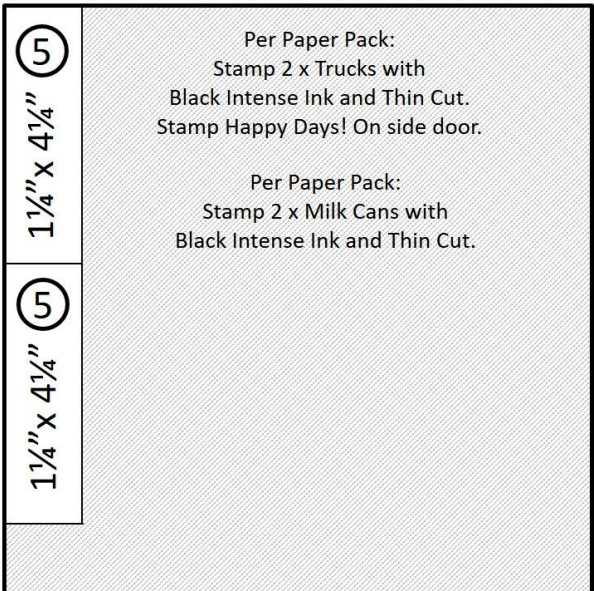 5
1¼”x 4¼”
5
1¼”x 4¼”
Per Paper Pack:
Stamp 2 x Trucks with
Black Intense Ink and Thin Cut.
Stamp Happy Days! On side door.
Per Paper Pack:
Stamp 2 x Milk Cans with
Black Intense Ink and Thin Cut.